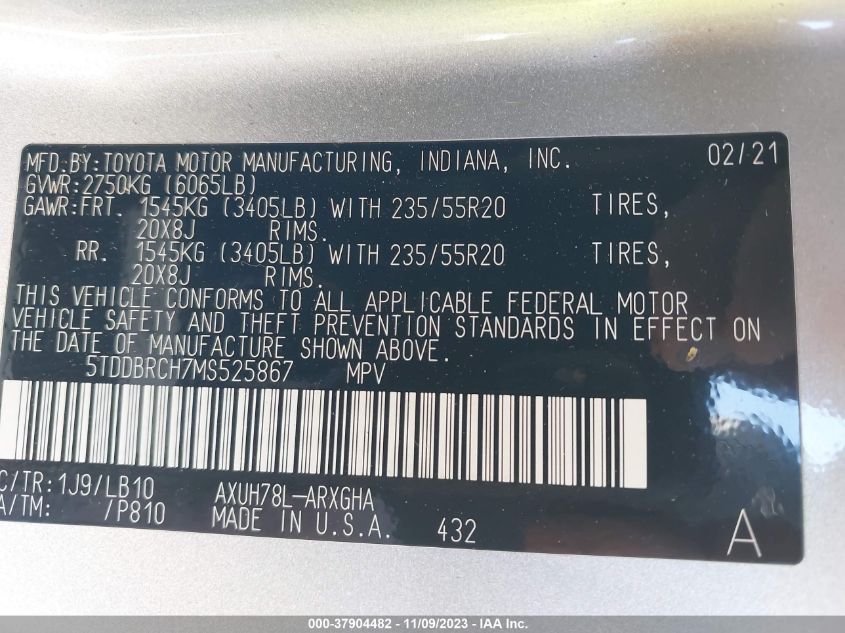 MFD.BY:TOYOTA MOTOR MANUFACTURING, INDIANA, INC. 02/21
GVWR:2750KG (6065LB)
GAWR:FRT. 1545KG (3405LB) WITH 235/55R20 TIRES,
20X8J RIMS.
RR. 1545KG (3405LB) WITH 235/55R20 TIRES,
20X8J RIMS.
THIS VEHICLE CONFORMS TO ALL APPLICABLE FEDERAL MOTOR
VEHICLE SAFETY AND THEFT PREVENTION STANDARDS IN EFFECT ON
THE DATE OF MANUFACTURE SHOWN ABOVE.
5TDDBRCH7MS525867 MPV
C/TR:1J9/LB10 AXUH78L-ARXGHA
A/TM: /P810 MADE IN U.S.A. 432 A
000-37904482 - 11/09/2023 - IAA Inc.